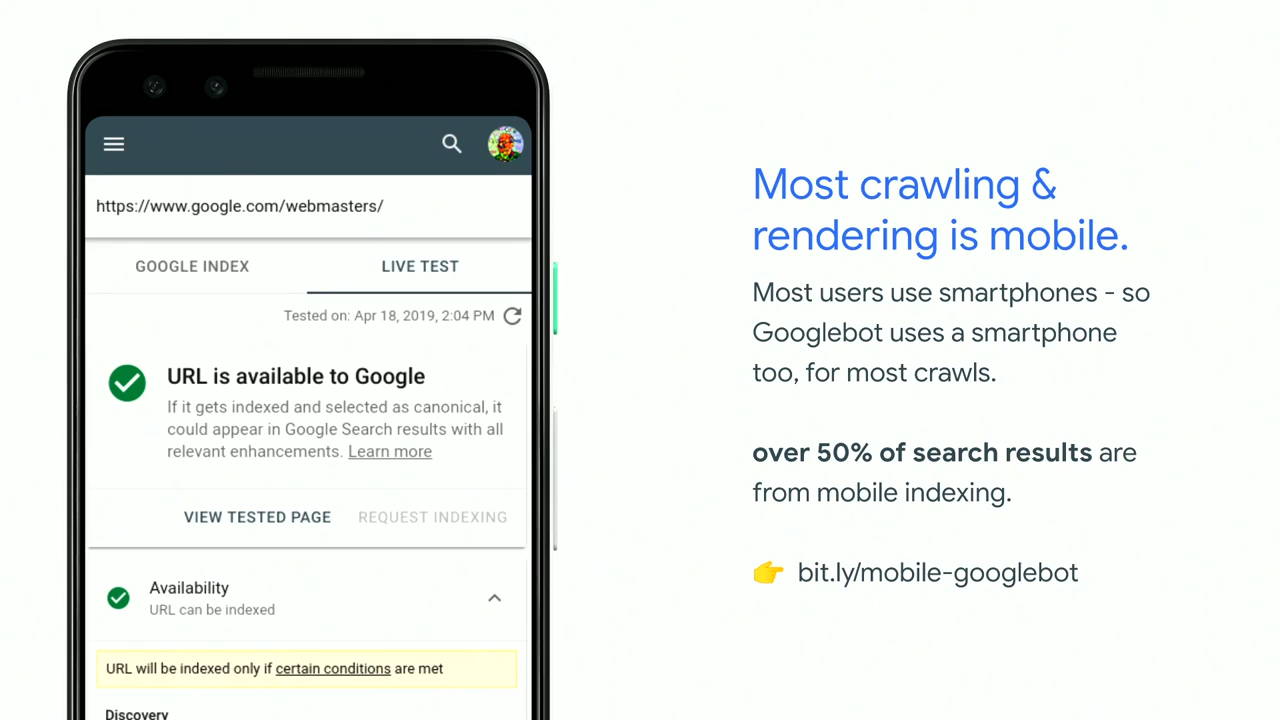 https://www.google.com/webmasters/
GOOGLE INDEX
LIVE TEST
Tested on: Apr 18, 2019, 2:04 PM
URL is available to Google
If it gets indexed and selected as canonical, it
could appear in Google Search results with all
relevant enhancements. Learn more
VIEW TESTED PAGE
REQUEST INDEXING
Availability
URL can be indexed
URL will be indexed only if certain conditions are met
Discovery
Most crawling &
rendering is mobile.
Most users use smartphones - so
Googlebot uses a smartphone
too, for most crawls.
over 50% of search results are
from mobile indexing.
👉 bit.ly/mobile-googlebot